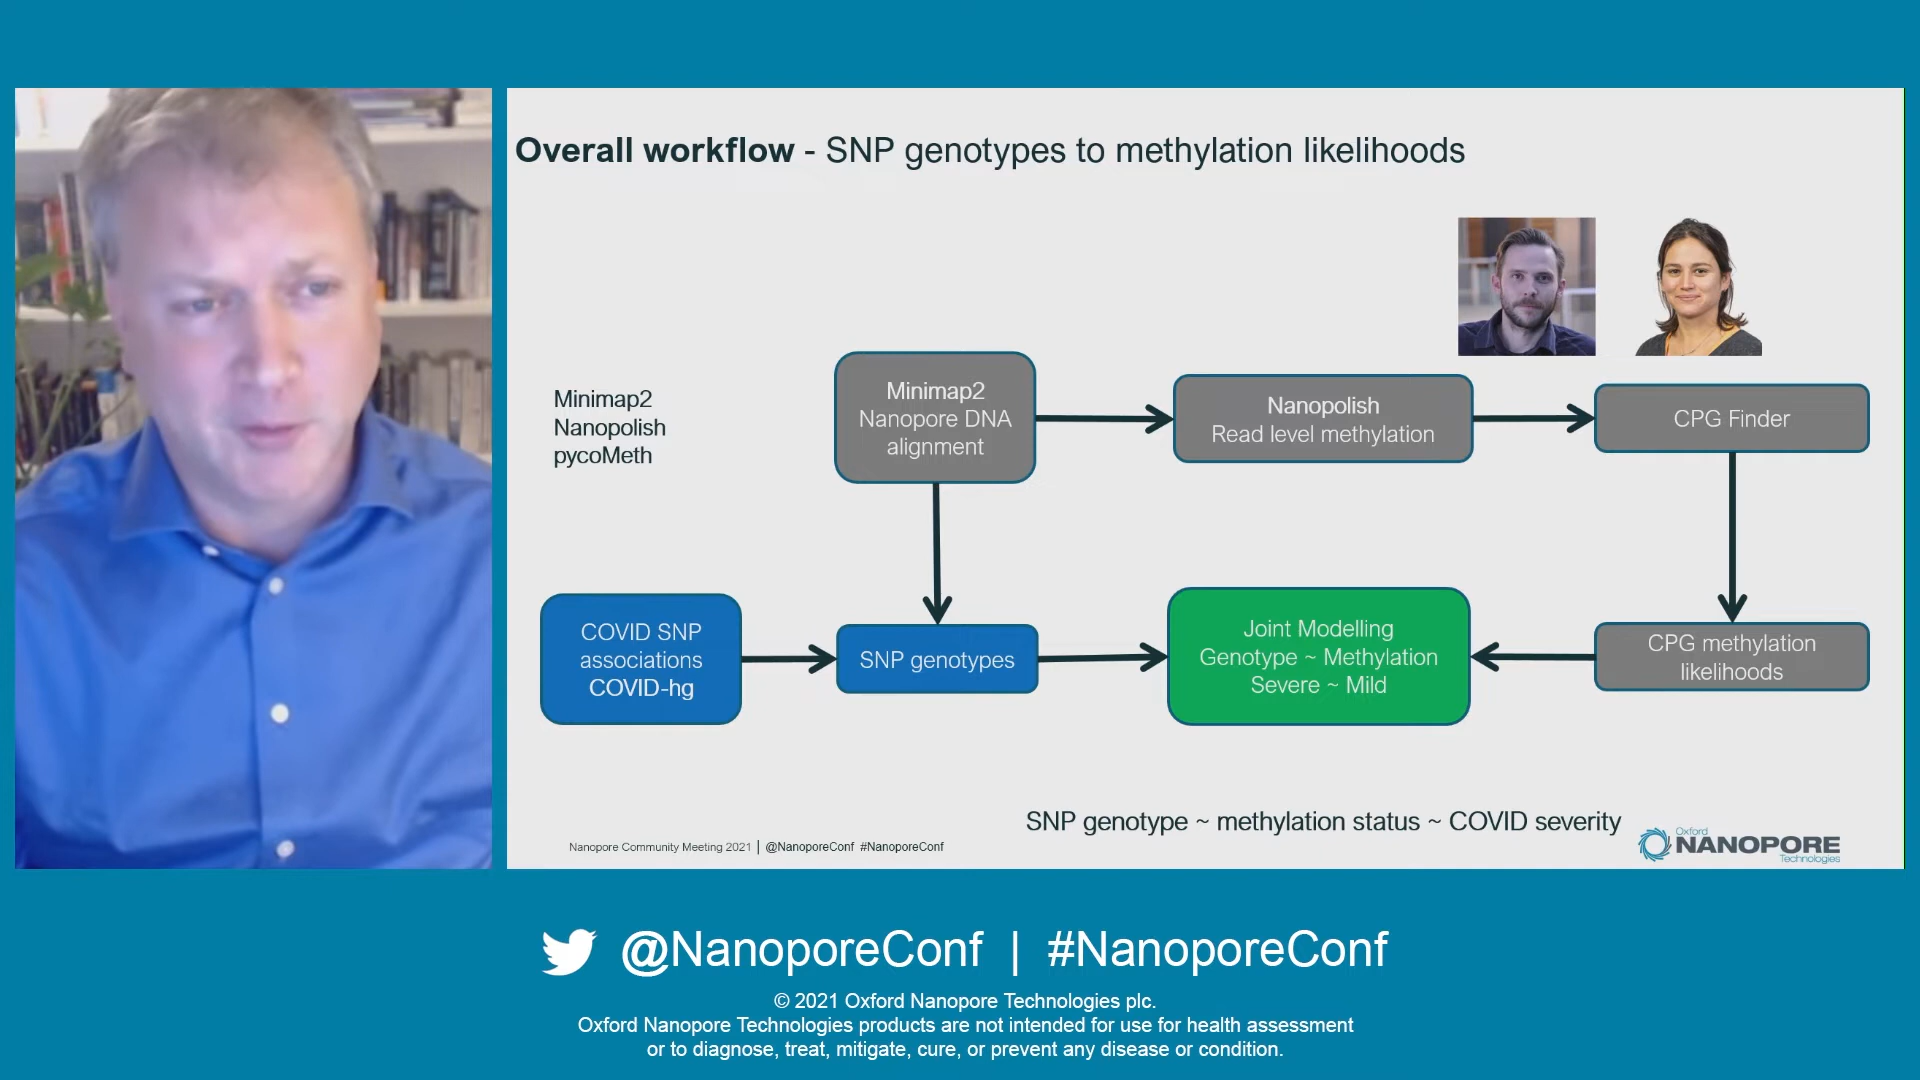 Overall workflow - SNP genotypes to methylation likelihoods
Minimap2
Nanopolish
pycoMeth
Minimap2
Nanopore DNA
alignment
Nanopolish
Read level methylation
CPG Finder
COVID SNP
associations
COVID-hg
SNP genotypes
Joint Modelling
Genotype ~ Methylation
Severe ~ Mild
CPG methylation
likelihoods
SNP genotype ~ methylation status ~ COVID severity
Nanopore Community Meeting 2021 | @NanoporeConf #NanoporeConf
Oxford
NANOPORE
Technologies
@NanoporeConf | #NanoporeConf
© 2021 Oxford Nanopore Technologies plc.
Oxford Nanopore Technologies products are not intended for use for health assessment
or to diagnose, treat, mitigate, cure, or prevent any disease or condition.